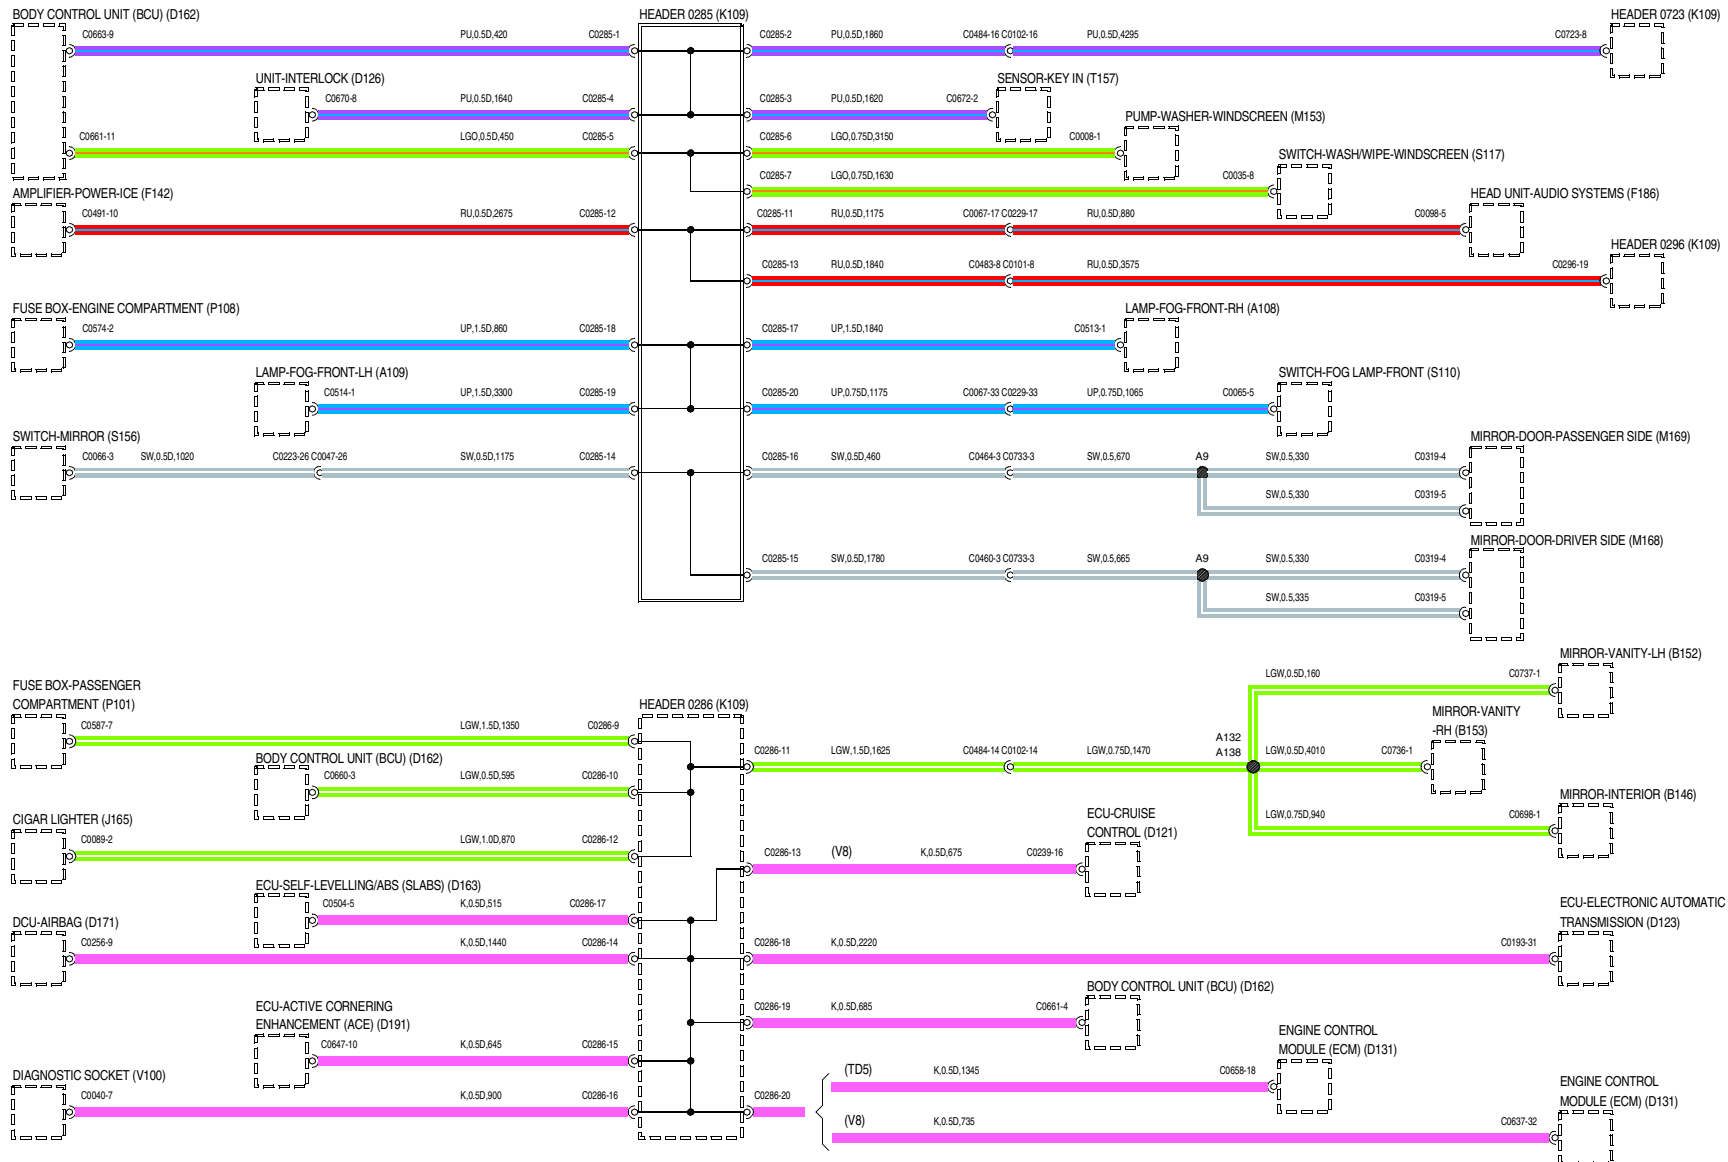 BODY CONTROL UNIT (BCU) (D162)
HEADER 0285 (K109)
HEADER 0723 (K109)
C0663-9 PU,0.5D,420 C0285-1
C0285-2 PU,0.5D,1860 C0484-16 C0102-16 PU,0.5D,4295 C0723-8
UNIT-INTERLOCK (D126)
SENSOR-KEY IN (T157)
C0670-8 PU,0.5D,1640 C0285-4
C0285-3 PU,0.5D,1620 C0672-2
PUMP-WASHER-WINDSCREEN (M153)
C0661-11 LGO,0.5D,450 C0285-5
C0285-6 LGO,0.75D,3150 C0008-1
SWITCH-WASH/WIPE-WINDSCREEN (S117)
C0285-7 LGO,0.75D,1630 C0035-8
AMPLIFIER-POWER-ICE (F142)
HEAD UNIT-AUDIO SYSTEMS (F186)
C0491-10 RU,0.5D,2675 C0285-12
C0285-11 RU,0.5D,1175 C0067-17 C0229-17 RU,0.5D,880 C0098-5
HEADER 0296 (K109)
C0285-13 RU,0.5D,1840 C0483-8 C0101-8 RU,0.5D,3575 C0296-19
FUSE BOX-ENGINE COMPARTMENT (P108)
LAMP-FOG-FRONT-RH (A108)
C0574-2 UP,1.5D,860 C0285-18
C0285-17 UP,1.5D,1840 C0513-1
LAMP-FOG-FRONT-LH (A109)
SWITCH-FOG LAMP-FRONT (S110)
C0514-1 UP,1.5D,3300 C0285-19
C0285-20 UP,0.75D,1175 C0067-33 C0229-33 UP,0.75D,1065 C0065-5
SWITCH-MIRROR (S156)
MIRROR-DOOR-PASSENGER SIDE (M169)
C0066-3 SW,0.5D,1020 C0223-26 C0047-26 SW,0.5D,1175 C0285-14
C0285-16 SW,0.5D,460 C0464-3 C0733-3 SW,0.5,670 A9 SW,0.5,330 C0319-4
SW,0.5,330 C0319-5
MIRROR-DOOR-DRIVER SIDE (M168)
C0285-15 SW,0.5D,1780 C0460-3 C0733-3 SW,0.5,665 A9 SW,0.5,330 C0319-4
SW,0.5,335 C0319-5
MIRROR-VANITY-LH (B152)
LGW,0.5D,160 C0737-1
FUSE BOX-PASSENGER
COMPARTMENT (P101)
HEADER 0286 (K109)
MIRROR-VANITY
-RH (B153)
C0587-7 LGW,1.5D,1350 C0286-9
A132
A138
C0286-11 LGW,1.5D,1625 C0484-14 C0102-14 LGW,0.75D,1470 LGW,0.5D,4010 C0736-1
BODY CONTROL UNIT (BCU) (D162)
C0660-3 LGW,0.5D,595 C0286-10
MIRROR-INTERIOR (B146)
LGW,0.75D,940 C0698-1
CIGAR LIGHTER (J165)
ECU-CRUISE
CONTROL (D121)
C0089-2 LGW,1.0D,870 C0286-12
C0286-13 (V8) K,0.5D,675 C0239-16
ECU-SELF-LEVELLING/ABS (SLABS) (D163)
C0504-5 K,0.5D,515 C0286-17
ECU-ELECTRONIC AUTOMATIC
TRANSMISSION (D123)
DCU-AIRBAG (D171)
C0256-9 K,0.5D,1440 C0286-14
C0286-18 K,0.5D,2220 C0193-31
BODY CONTROL UNIT (BCU) (D162)
C0286-19 K,0.5D,685 C0661-4
ECU-ACTIVE CORNERING
ENHANCEMENT (ACE) (D191)
C0647-10 K,0.5D,645 C0286-15
ENGINE CONTROL
MODULE (ECM) (D131)
(TD5) K,0.5D,1345 C0658-18
DIAGNOSTIC SOCKET (V100)
C0040-7 K,0.5D,900 C0286-16
C0286-20
ENGINE CONTROL
MODULE (ECM) (D131)
(V8) K,0.5D,735 C0637-32